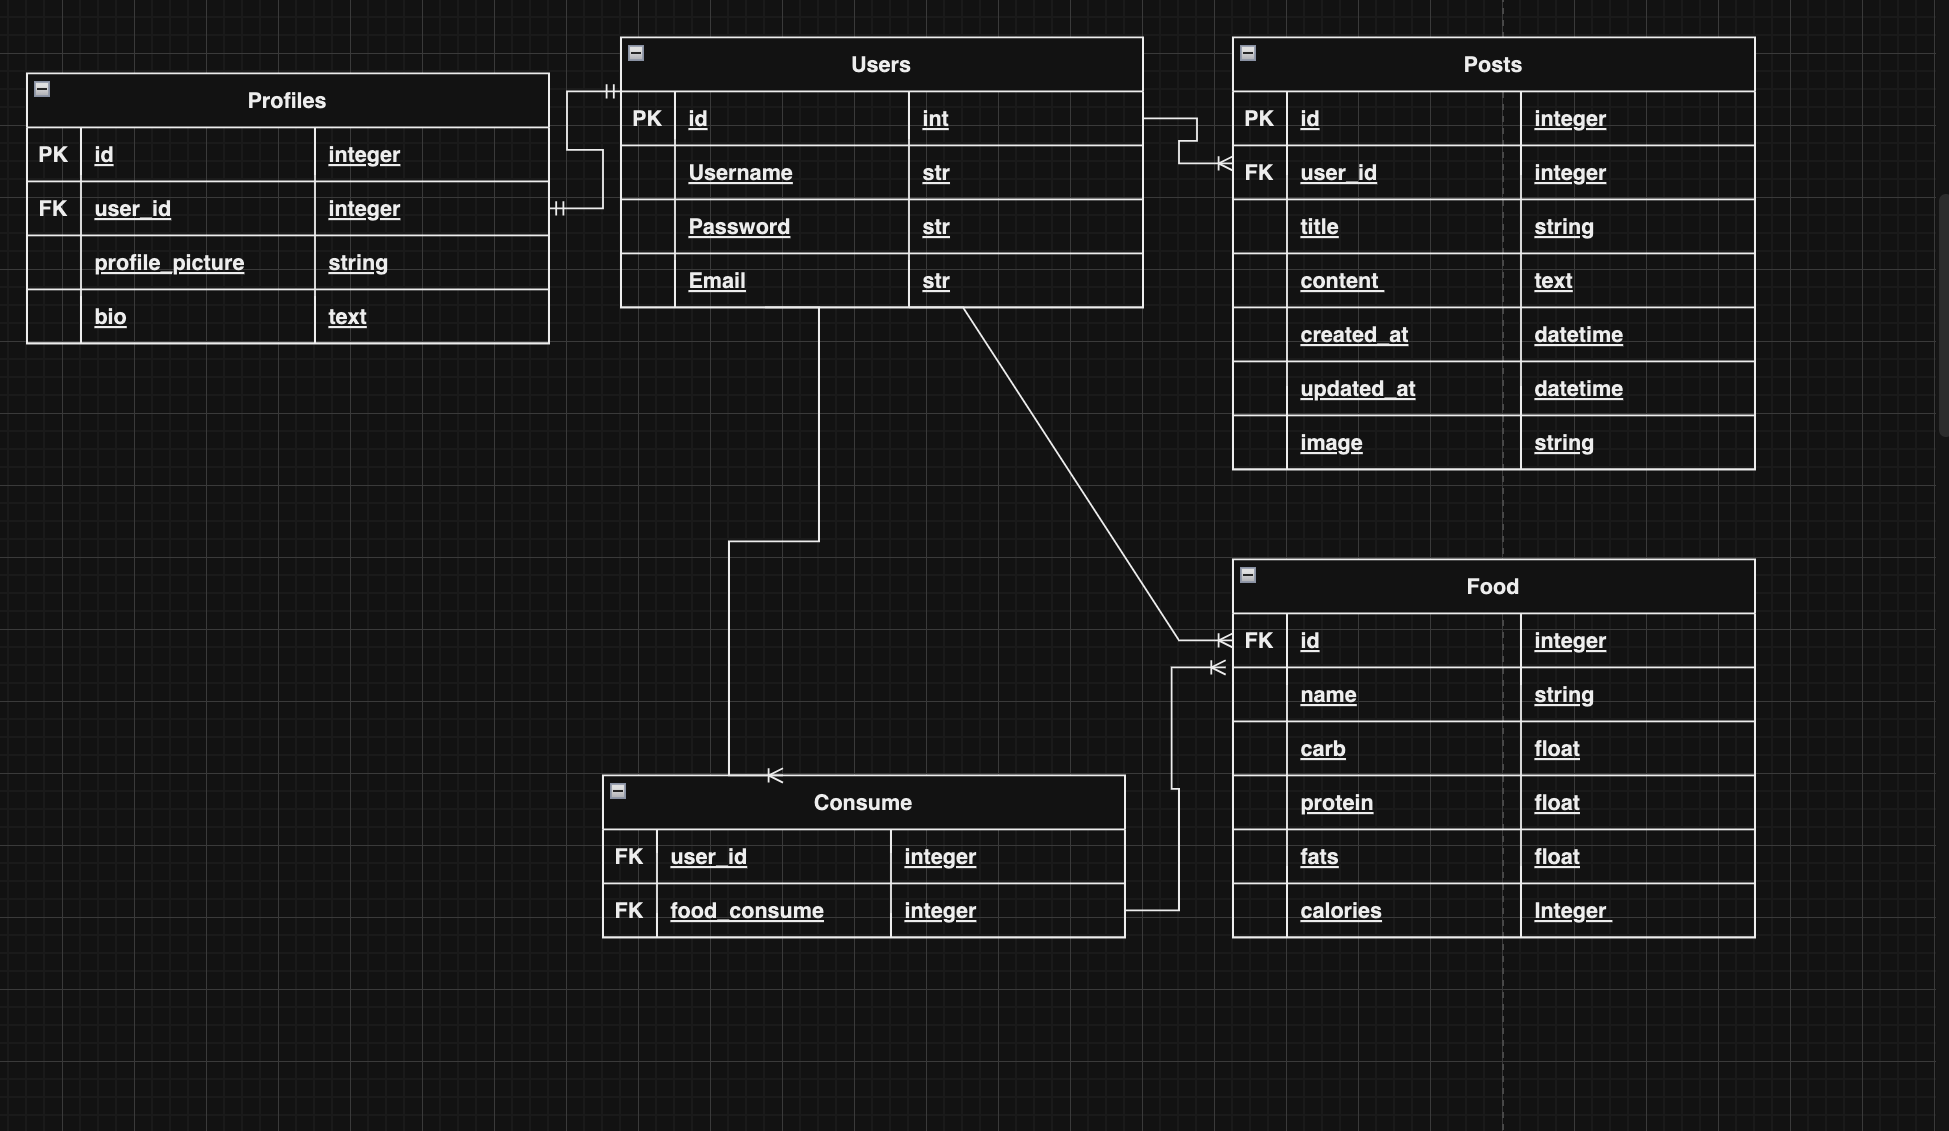 Profiles
PK id integer
FK user_id integer
profile_picture string
bio text
Users
PK id int
Username str
Password str
Email str
Posts
PK id integer
FK user_id integer
title string
content text
created_at datetime
updated_at datetime
image string
Food
FK id integer
name string
carb float
protein float
fats float
calories Integer
Consume
FK user_id integer
FK food_consume integer